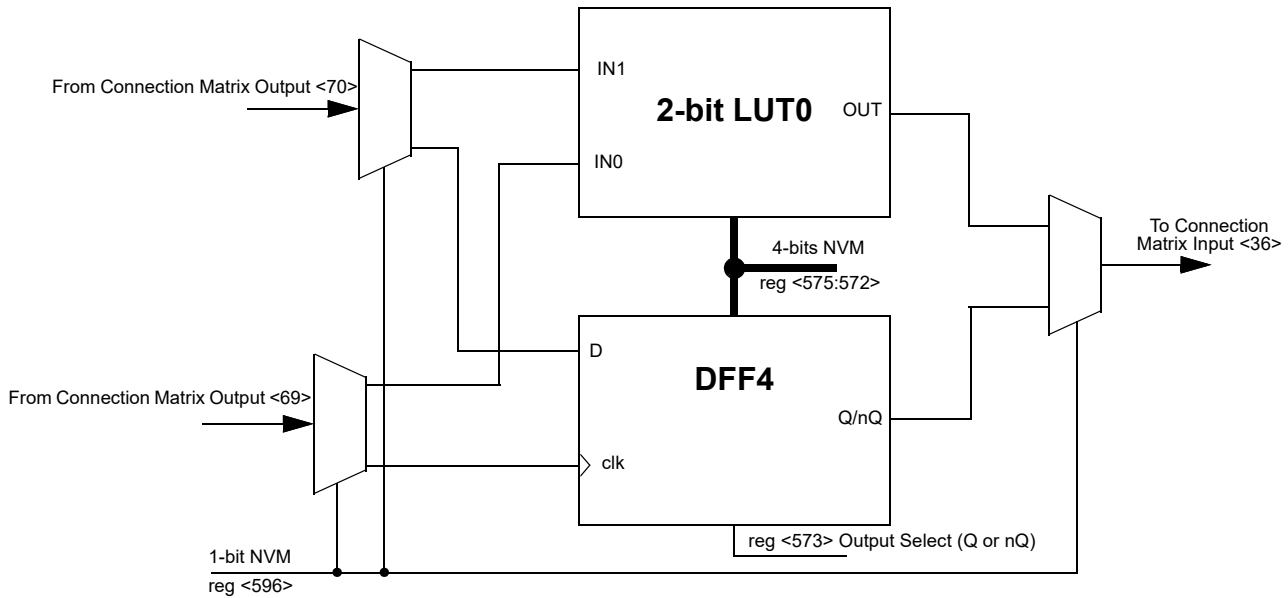 From Connection Matrix Output <70>
IN1
2-bit LUT0
OUT
IN0
To Connection
Matrix Input <36>
4-bits NVM
reg <575:572>
D
DFF4
From Connection Matrix Output <69>
Q/nQ
clk
reg <573> Output Select (Q or nQ)
1-bit NVM
reg <596>